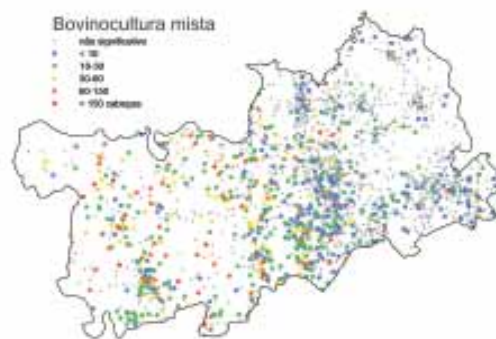 Bovinocultura mista
não significativo
< 10
10-30
30-60
60-150
> 150 cabeças